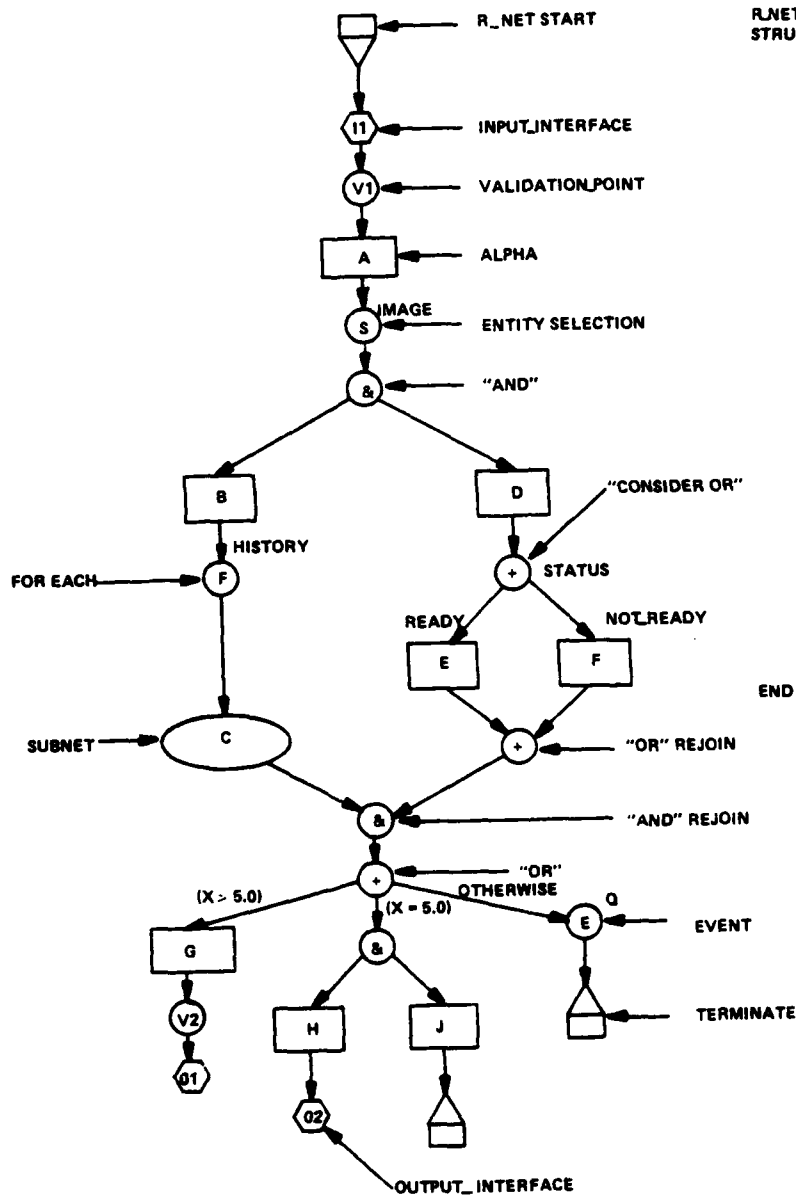 R_NET START
R_NET
STRU
I1
INPUT_INTERFACE
V1
VALIDATION_POINT
A
ALPHA
IMAGE
S
ENTITY SELECTION
&
"AND"
B
D
"CONSIDER OR"
HISTORY
FOR EACH
F
+
STATUS
READY
NOT_READY
E
F
END
SUBNET
C
+
"OR" REJOIN
&
"AND" REJOIN
+
"OR"
OTHERWISE
(X > 5.0)
(X = 5.0)
Q
E
EVENT
G
&
V2
H
J
TERMINATE
01
02
OUTPUT_INTERFACE